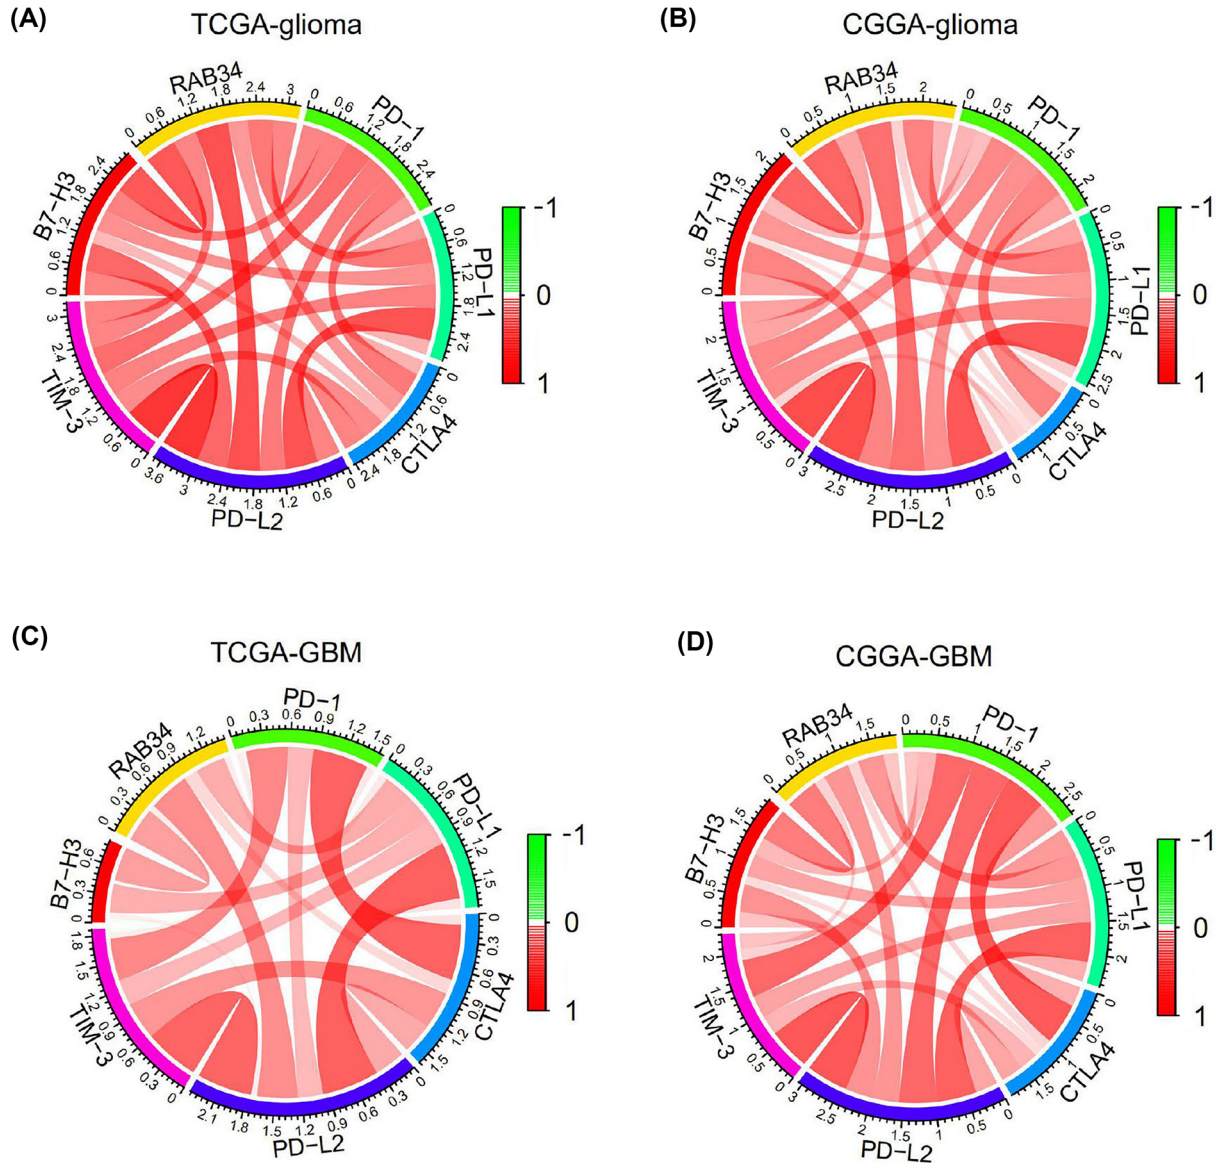 (A)
TCGA-glioma
RAB34
0 0.6 1.2 1.8 2.4 3
PD-1
0 0.6 1.2 1.8 2.4
PD-L1
0 0.6 1.2 1.8 2.4
CTLA4
0 0.6 1.2 1.8 2.4
PD-L2
0 0.6 1.2 1.8 2.4 3 3.6
TIM-3
0 0.6 1.2 1.8 2.4 3
B7-H3
0 0.6 1.2 1.8 2.4
-1
0
1
(B)
CGGA-glioma
RAB34
0 0.5 1 1.5 2
PD-1
0 0.5 1 1.5 2
PD-L1
0 0.5 1 1.5 2 2.5
CTLA4
0 0.5 1
PD-L2
0 0.5 1 1.5 2 2.5 3
TIM-3
0 0.5 1 1.5 2
B7-H3
0 0.5 1 1.5 2
-1
0
1
(C)
TCGA-GBM
RAB34
0 0.3 0.6 0.9 1.2
PD-1
0 0.3 0.6 0.9 1.2 1.5
PD-L1
0 0.3 0.6 0.9 1.2 1.5
CTLA4
0 0.3 0.6 0.9 1.2 1.5
PD-L2
0 0.3 0.6 0.9 1.2 1.5 1.8 2.1
TIM-3
0 0.3 0.6 0.9 1.2 1.5 1.8
B7-H3
0 0.3 0.6
-1
0
1
(D)
CGGA-GBM
RAB34
0 0.5 1 1.5
PD-1
0 0.5 1 1.5 2 2.5
PD-L1
0 0.5 1 1.5 2
CTLA4
0 0.5 1 1.5
PD-L2
0 0.5 1 1.5 2 2.5 3
TIM-3
0 0.5 1 1.5 2
B7-H3
0 0.5 1 1.5
-1
0
1